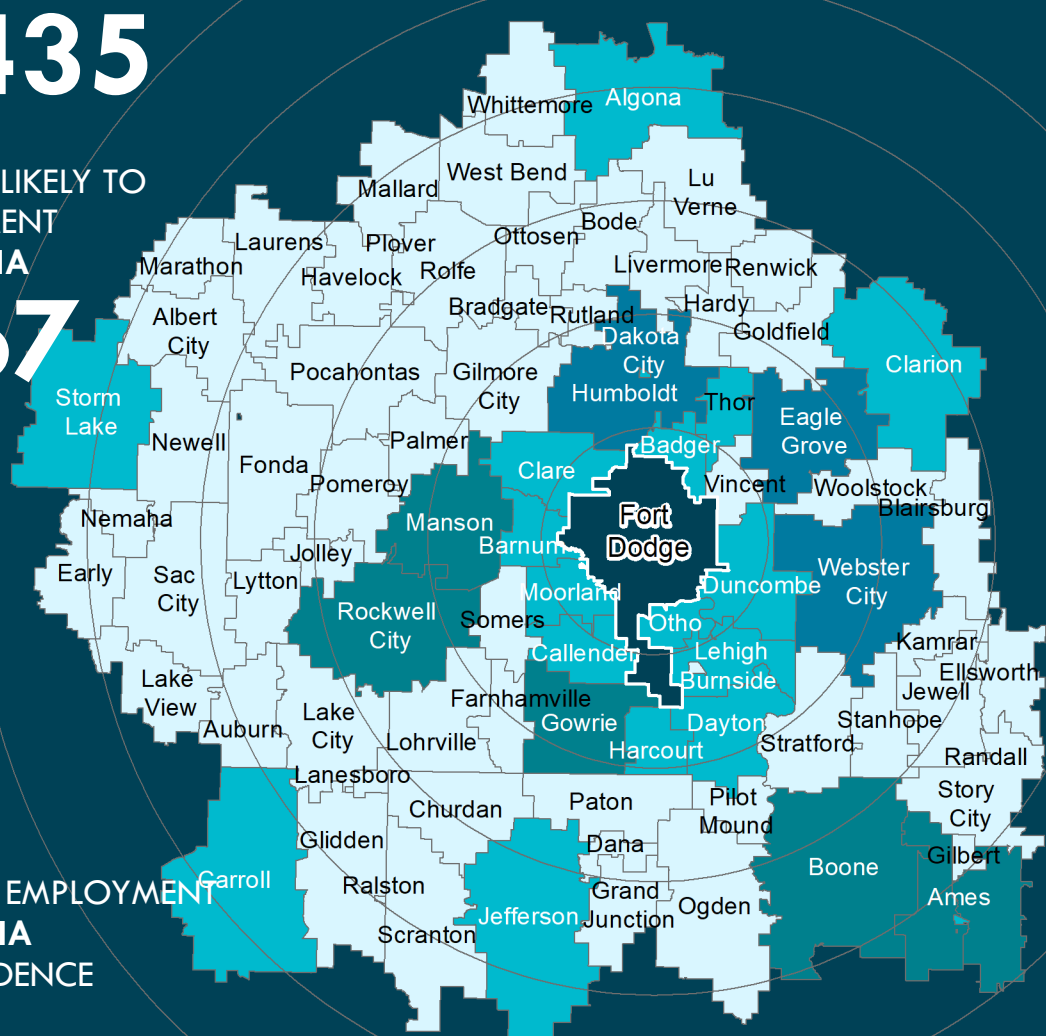 435
LIKELY TO
67
EMPLOYMENT
Whittemore
Algona
West Bend
Mallard
Lu
Verne
Bode
Ottosen
Plover
Laurens
Marathon
Havelock
Rolfe
Livermore
Renwick
Bradgate
Rutland
Hardy
Albert
City
Goldfield
Dakota
City
Clarion
Pocahontas
Gilmore
City
Humboldt
Storm
Lake
Thor
Eagle
Grove
Newell
Palmer
Badger
Fonda
Clare
Pomeroy
Vincent
Woolstock
Blairsburg
Nemaha
Manson
Fort
Dodge
Barnum
Jolley
Early
Sac
City
Lytton
Moorland
Duncombe
Webster
City
Rockwell
City
Somers
Otho
Kamrar
Callender
Lehigh
Ellsworth
Burnside
Jewell
Lake
View
Farnhamville
Gowrie
Dayton
Stanhope
Auburn
Lake
City
Lohrville
Harcourt
Stratford
Randall
Lanesboro
Churdan
Paton
Pilot
Mound
Story
City
Glidden
Dana
Gilbert
Boone
Carroll
Ralston
Grand
Junction
Ames
Jefferson
Ogden
Scranton